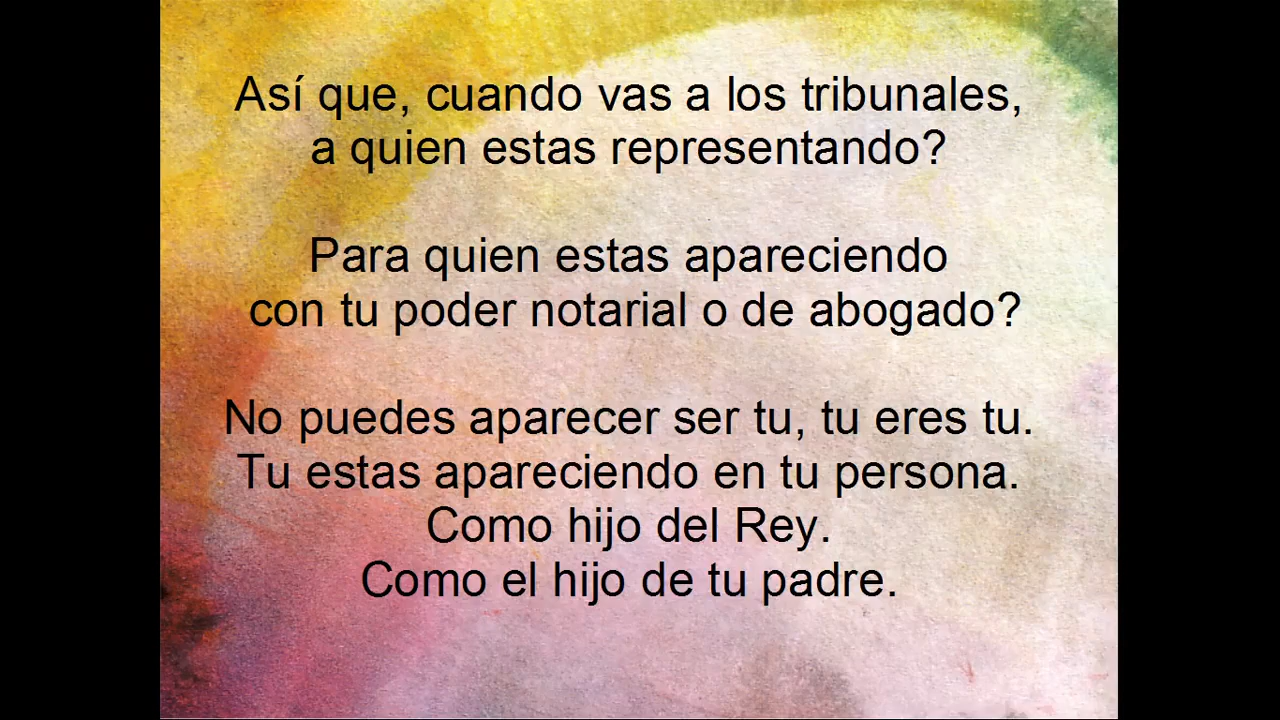 Así que, cuando vas a los tribunales,
a quien estas representando?
Para quien estas apareciendo
con tu poder notarial o de abogado?
No puedes aparecer ser tu, tu eres tu.
Tu estas apareciendo en tu persona.
Como hijo del Rey.
Como el hijo de tu padre.